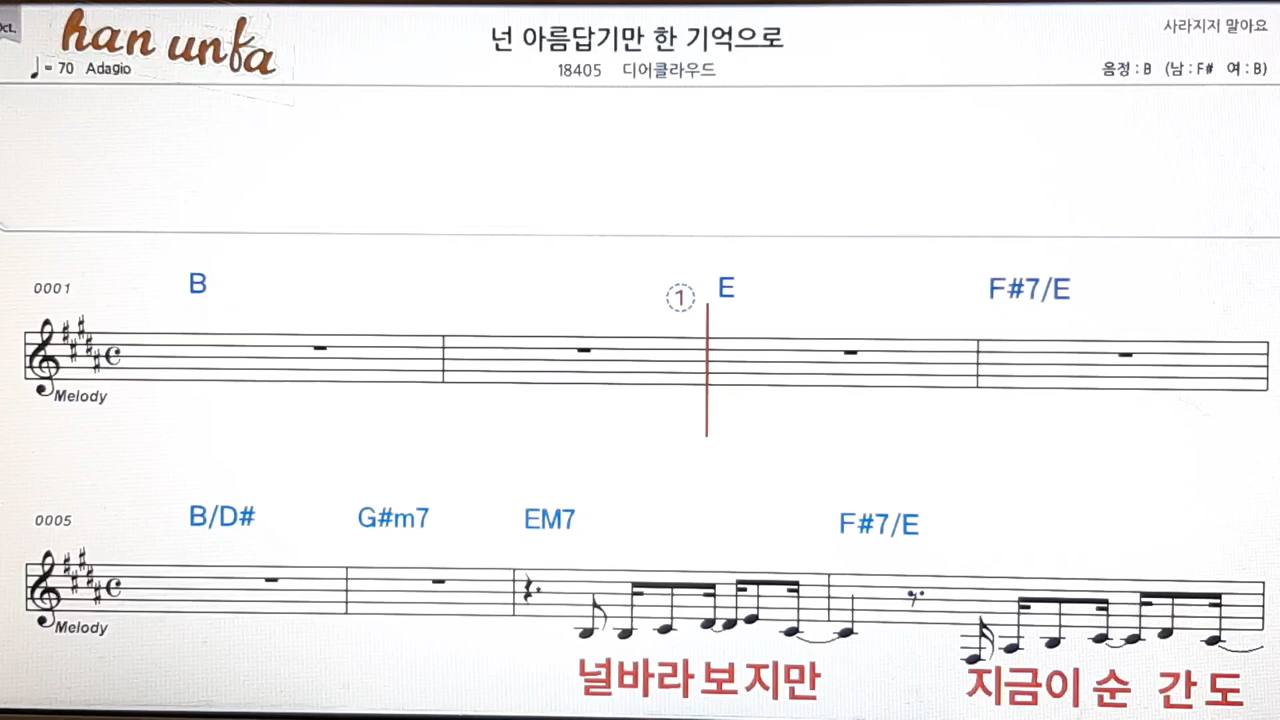 han unfa
넌 아름답기만 한 기억으로
사라지지 말아요
♩= 70 Adagio
18405 디어클라우드
음정 : B (남 : F# 여 : B)
0001
B
①
E
F#7/E
Melody
0005
B/D#
G#m7
EM7
F#7/E
Melody
널바라보지만
지금이 순 간 도